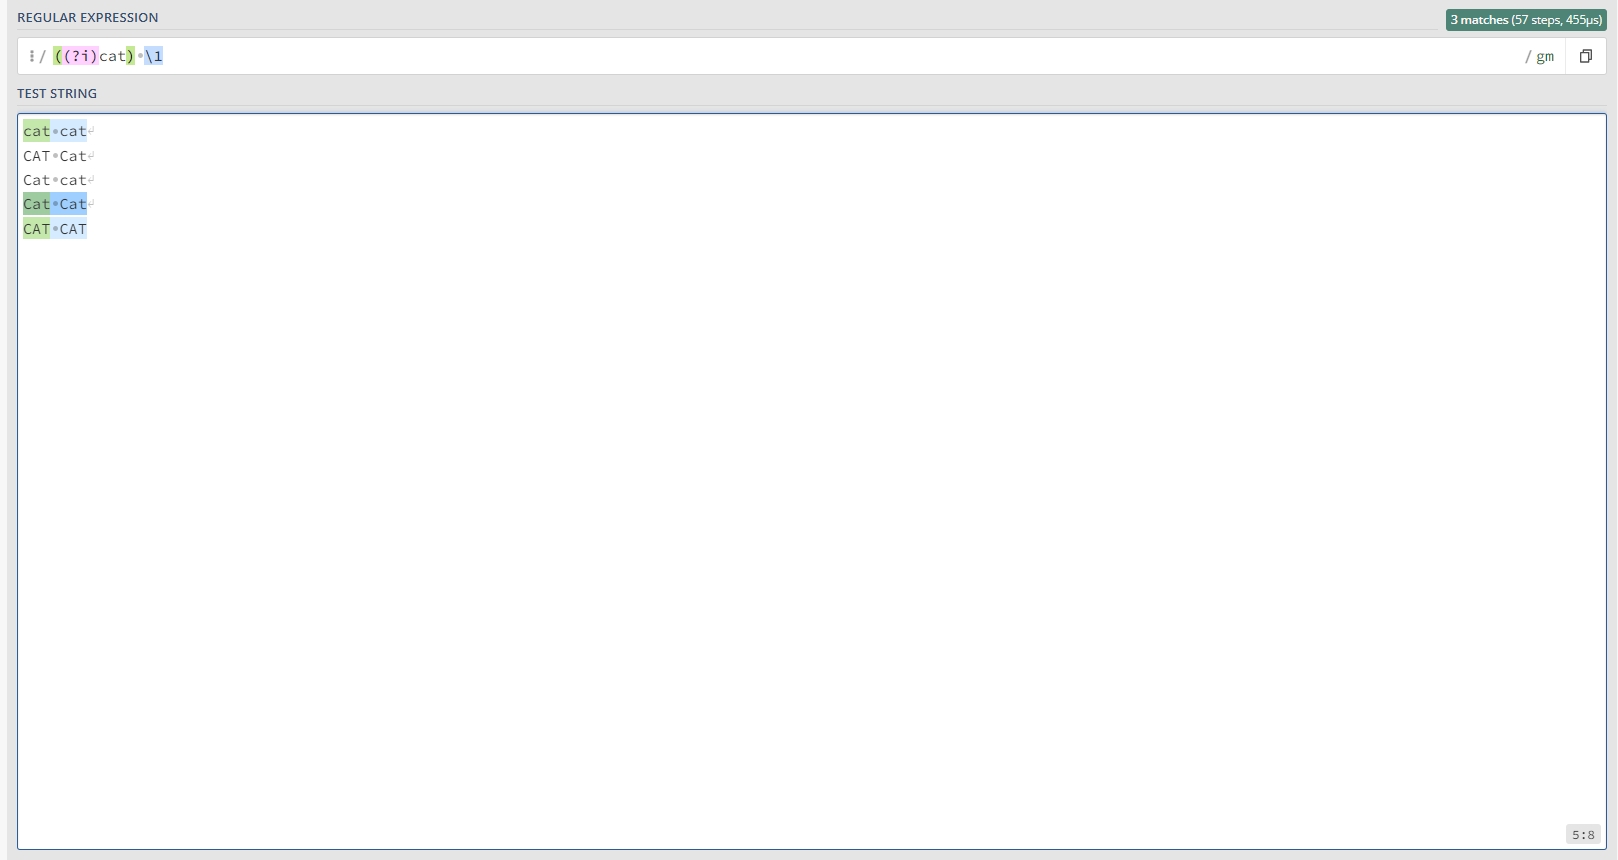 REGULAR EXPRESSION
3 matches (57 steps, 455µs)
/ ((?i)cat)•\1 / gm
TEST STRING
cat•cat↵
CAT•Cat↵
Cat•cat↵
Cat•Cat↵
CAT•CAT
5:8